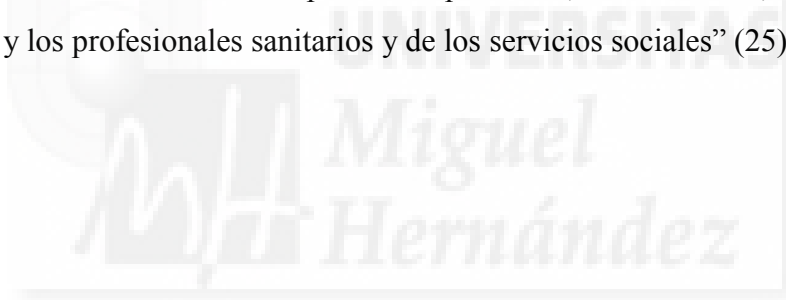 y los profesionales sanitarios y de los servicios sociales” (25)
UNIVERSITAS
Miguel
Hernández